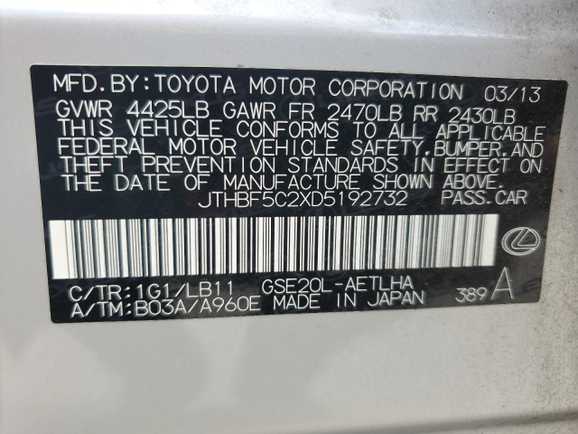 MFD. BY: TOYOTA MOTOR CORPORATION 03/13
GVWR 4425LB GAWR FR 2470LB RR 2430LB
THIS VEHICLE CONFORMS TO ALL APPLICABLE
FEDERAL MOTOR VEHICLE SAFETY, BUMPER, AND
THEFT PREVENTION STANDARDS IN EFFECT ON
THE DATE OF MANUFACTURE SHOWN ABOVE.
JTHBF5C2XD5192732 PASS. CAR
C/TR: 1G1/LB11 GSE20L-AETLHA
A/TM: B03A/A960E MADE IN JAPAN 389 A